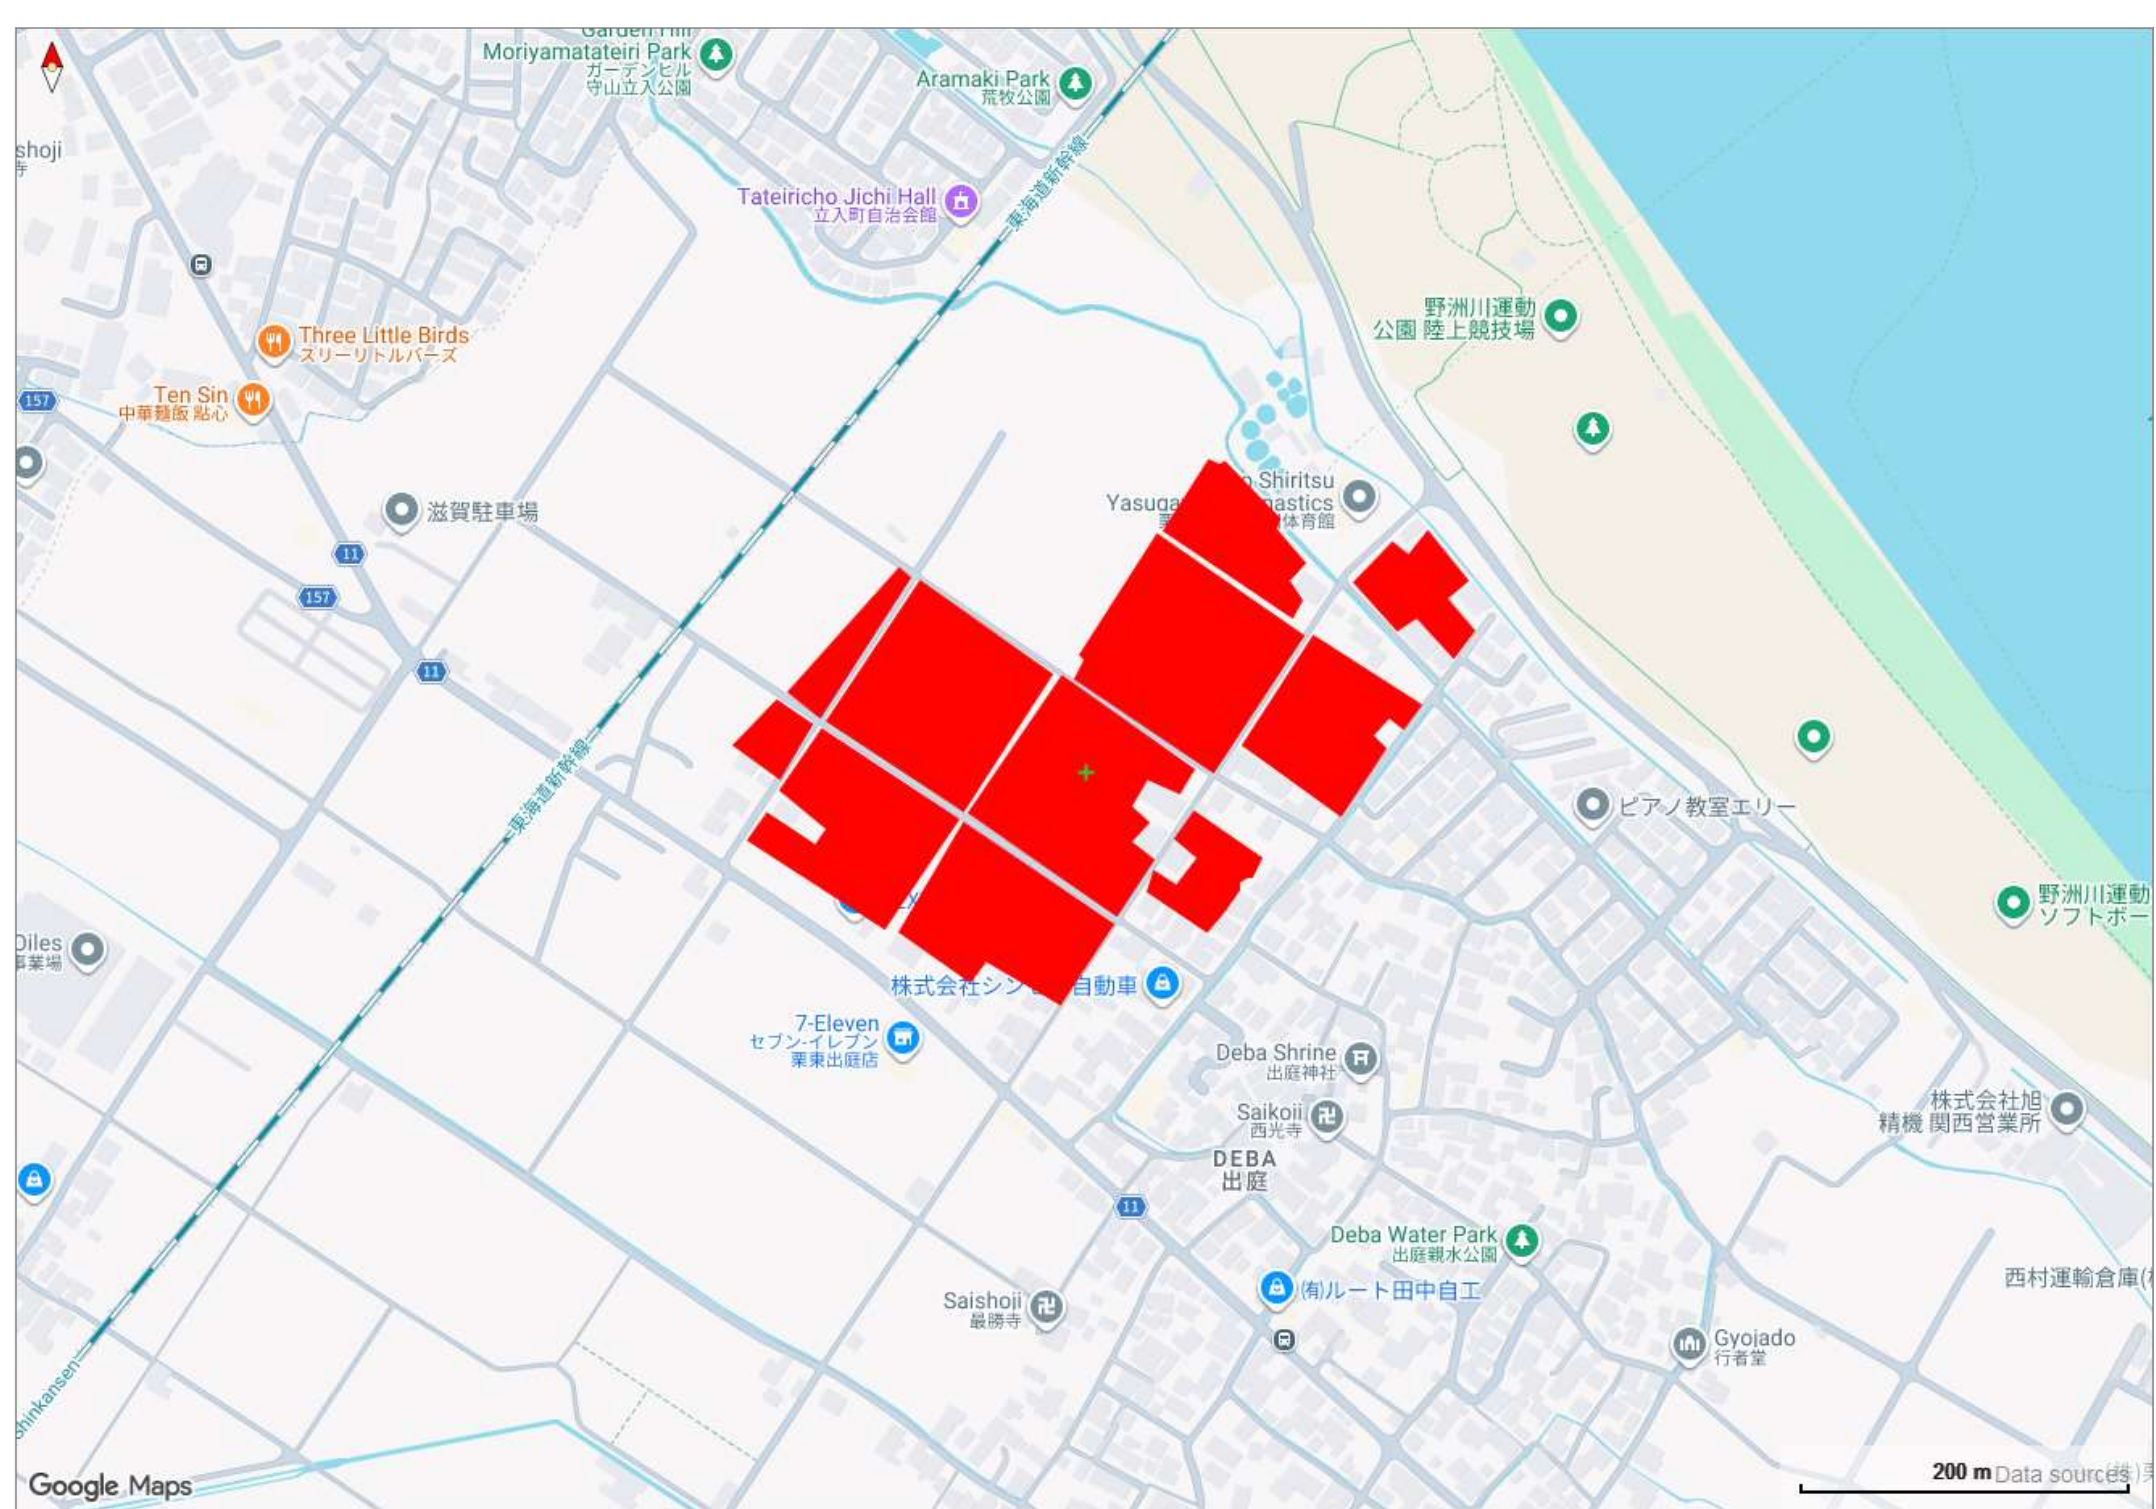 Garden Hill
Moriyamatateiri Park
ガーデンヒル
守山立入公園
Aramaki Park
荒牧公園
shoji
寺
東海道新幹線
Tateiricho Jichi Hall
立入町自治会館
野洲川運動
公園 陸上競技場
Three Little Birds
スリーリトルバーズ
Ten Sin
中華麺飯 點心
157
滋賀駐車場
11
157
Shiritsu
Yasuga
nastics
体育館
11
東海道新幹線
ピアノ教室エリー
野洲川運動
ソフトボー
Oiles
事業場
株式会社シン
自動車
7-Eleven
セブン-イレブン
栗東出庭店
Deba Shrine
出庭神社
Saikoji
西光寺
DEBA
出庭
株式会社旭
精機 関西営業所
11
Deba Water Park
出庭親水公園
西村運輸倉庫(
(有)ルート田中自工
Saishoji
最勝寺
Gyojado
行者堂
Shinkansen
Google Maps
200 m Data sources